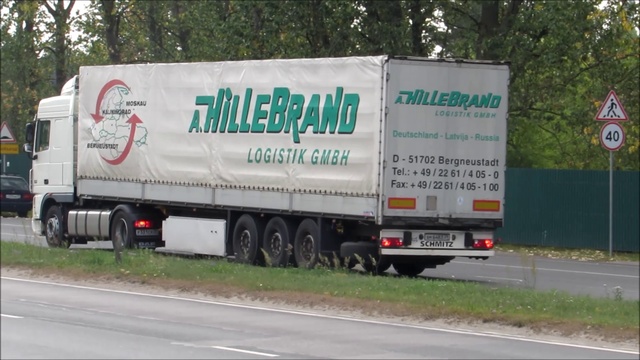 MOSKAU
KALININGRAD
BERGNEUSTADT
A.HILLEBRAND
LOGISTIK GMBH
A.HILLEBRAND
LOGISTIK GMBH
Deutschland - Latvija - Russia
D - 51702 Bergneustadt
Tel.: + 49 / 22 61 / 4 05 - 0
Fax: + 49 / 22 61 / 4 05 - 1 00
SCHMITZ
40